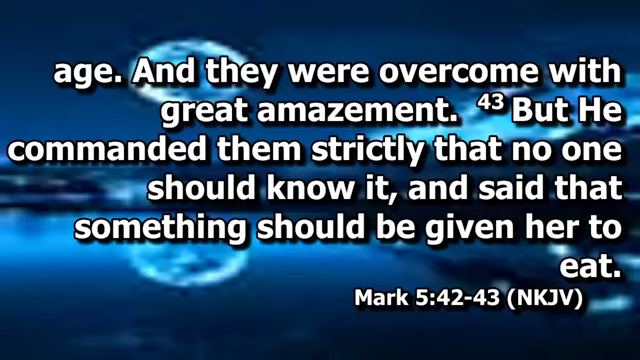 age. And they were overcome with
great amazement. 43 But He
commanded them strictly that no one
should know it, and said that
something should be given her to
eat.
Mark 5:42-43 (NKJV)